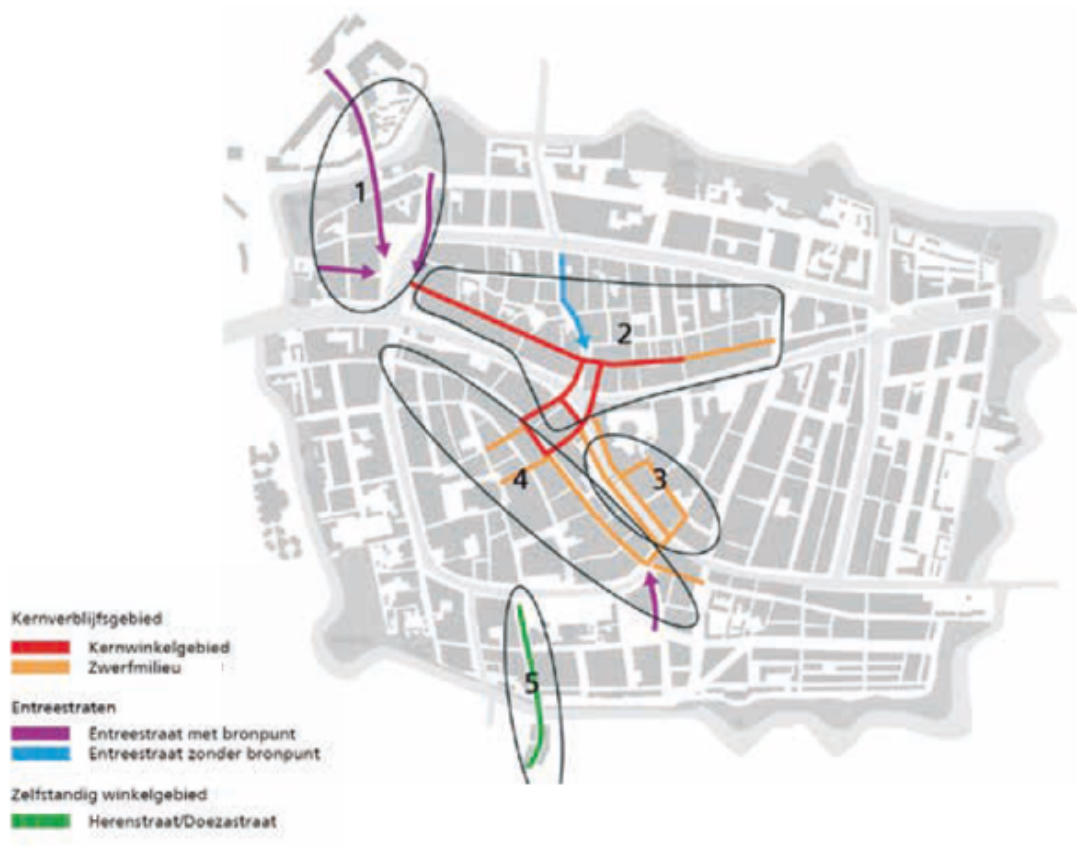 1
2
3
4
5
Kernverblijfsgebied
Kernwinkelgebied
Zwerfmilieu
Entreestraten
Entreestraat met bronpunt
Entreestraat zonder bronpunt
Zelfstandig winkelgebied
Herenstraat/Doezastraat